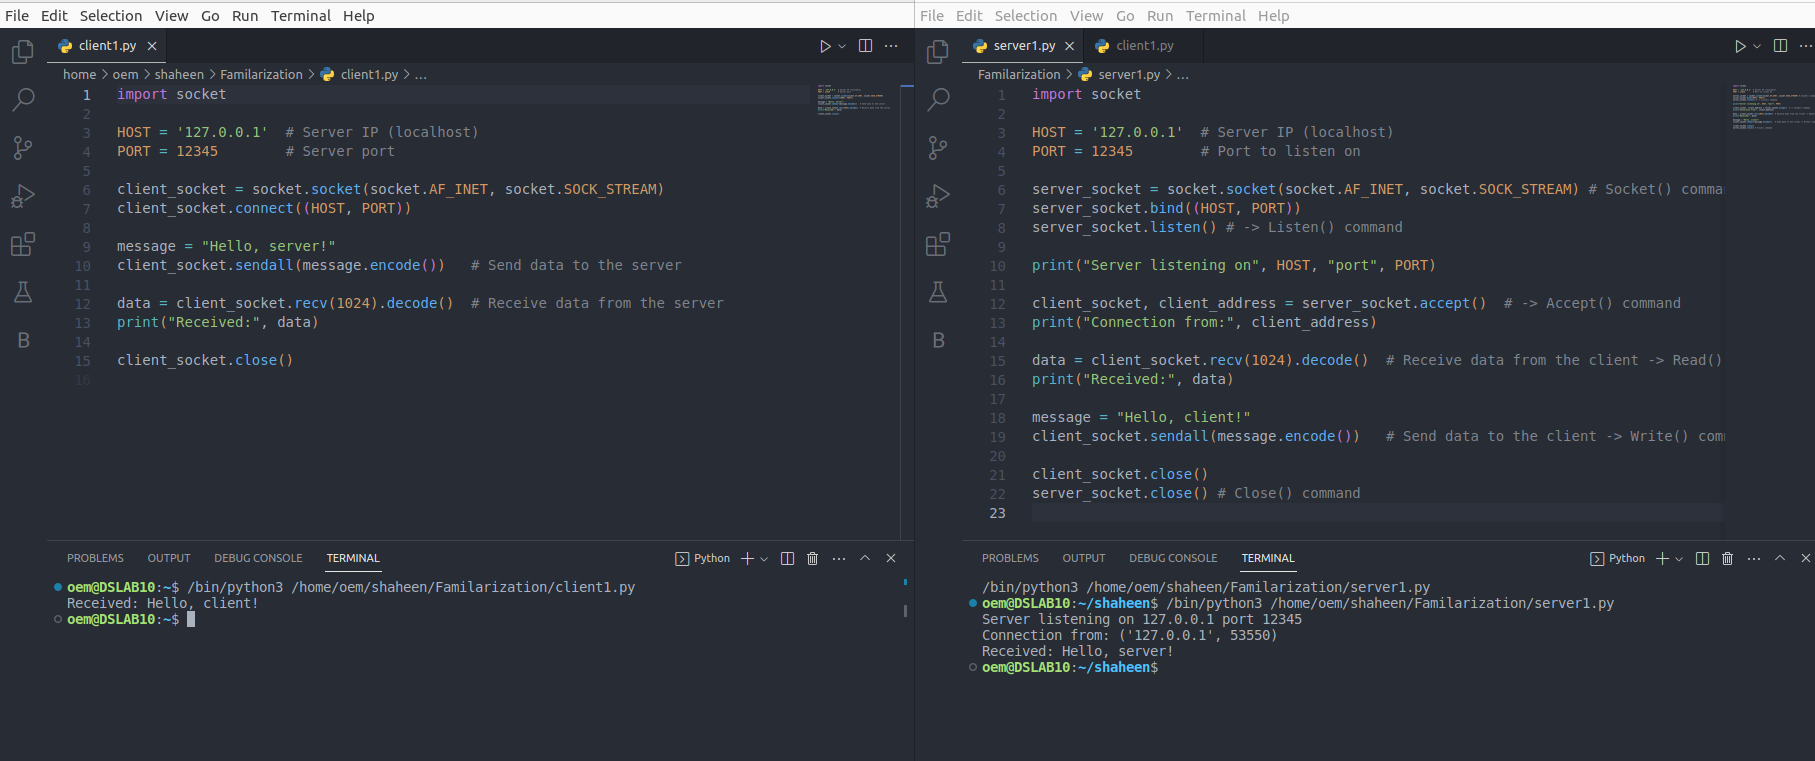 File Edit Selection View Go Run Terminal Help
client1.py
home > oem > shaheen > Familarization > client1.py > ...
1 import socket
2
3 HOST = '127.0.0.1'  # Server IP (localhost)
4 PORT = 12345        # Server port
5
6 client_socket = socket.socket(socket.AF_INET, socket.SOCK_STREAM)
7 client_socket.connect((HOST, PORT))
8
9 message = "Hello, server!"
10 client_socket.sendall(message.encode())   # Send data to the server
11
12 data = client_socket.recv(1024).decode()  # Receive data from the server
13 print("Received:", data)
14
15 client_socket.close()
16
PROBLEMS OUTPUT DEBUG CONSOLE TERMINAL Python
oem@DSLAB10:~$ /bin/python3 /home/oem/shaheen/Familarization/client1.py
Received: Hello, client!
oem@DSLAB10:~$
File Edit Selection View Go Run Terminal Help
server1.py client1.py
Familarization > server1.py > ...
1 import socket
2
3 HOST = '127.0.0.1'  # Server IP (localhost)
4 PORT = 12345        # Port to listen on
5
6 server_socket = socket.socket(socket.AF_INET, socket.SOCK_STREAM) # Socket() comma
7 server_socket.bind((HOST, PORT))
8 server_socket.listen() # -> Listen() command
9
10 print("Server listening on", HOST, "port", PORT)
11
12 client_socket, client_address = server_socket.accept()  # -> Accept() command
13 print("Connection from:", client_address)
14
15 data = client_socket.recv(1024).decode()  # Receive data from the client -> Read()
16 print("Received:", data)
17
18 message = "Hello, client!"
19 client_socket.sendall(message.encode())   # Send data to the client -> Write() com
20
21 client_socket.close()
22 server_socket.close() # Close() command
23
PROBLEMS OUTPUT DEBUG CONSOLE TERMINAL Python
/bin/python3 /home/oem/shaheen/Familarization/server1.py
oem@DSLAB10:~/shaheen$ /bin/python3 /home/oem/shaheen/Familarization/server1.py
Server listening on 127.0.0.1 port 12345
Connection from: ('127.0.0.1', 53550)
Received: Hello, server!
oem@DSLAB10:~/shaheen$